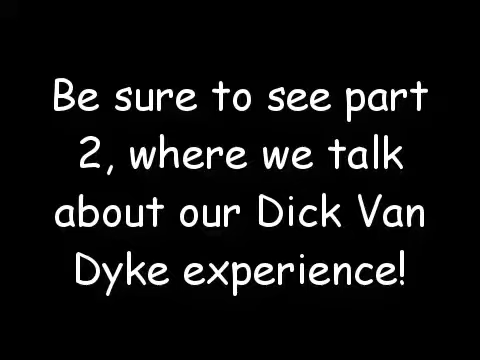 Be sure to see part
2, where we talk
about our Dick Van
Dyke experience!